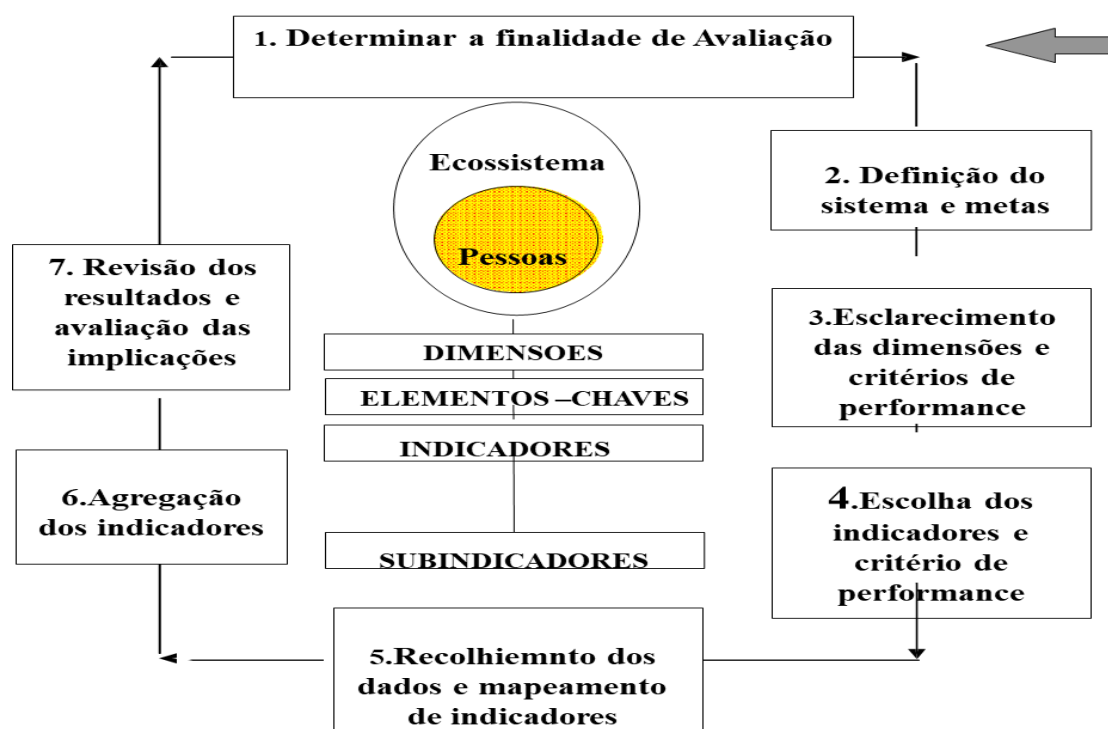 1. Determinar a finalidade de Avaliação
Ecossistema
Pessoas
2. Definição do
sistema e metas
3.Esclarecimento
das dimensões e
critérios de
performance
4.Escolha dos
indicadores e
critério de
performance
5.Recolhiemnto dos
dados e mapeamento
de indicadores
6.Agregação
dos indicadores
7. Revisão dos
resultados e
avaliação das
implicações
DIMENSOES
ELEMENTOS –CHAVES
INDICADORES
SUBINDICADORES